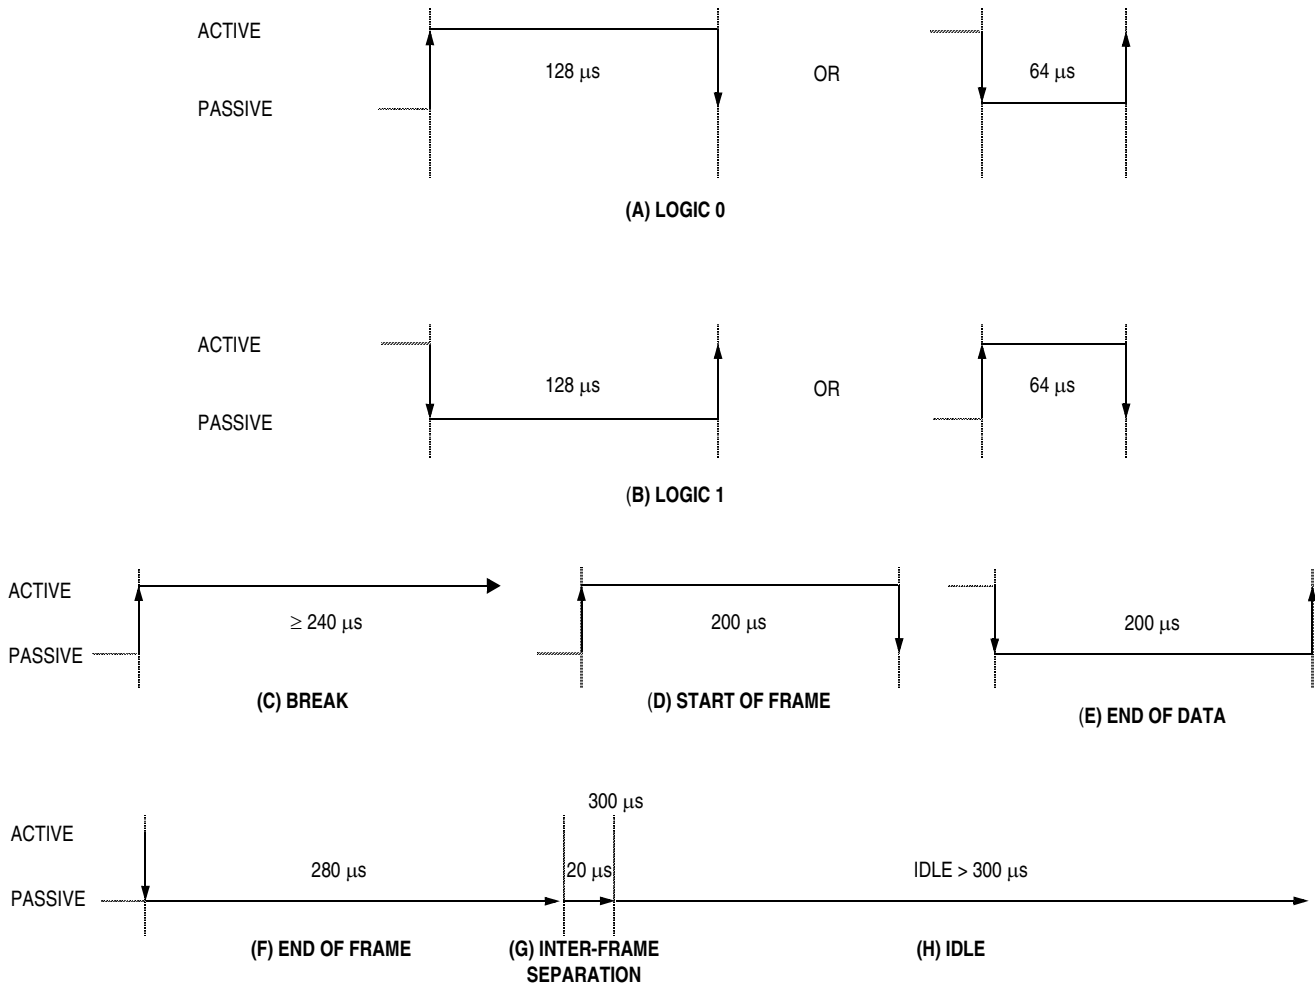 ACTIVE
128 μs
OR
64 μs
PASSIVE
(A) LOGIC 0
ACTIVE
128 μs
OR
64 μs
PASSIVE
(B) LOGIC 1
ACTIVE
≥ 240 μs
200 μs
200 μs
PASSIVE
(C) BREAK
(D) START OF FRAME
(E) END OF DATA
300 μs
ACTIVE
280 μs
20 μs
IDLE > 300 μs
PASSIVE
(F) END OF FRAME
(G) INTER-FRAME
SEPARATION
(H) IDLE